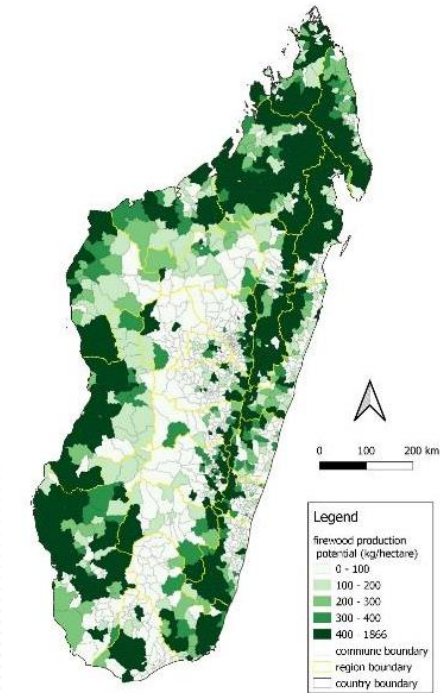 0 100 200 km
Legend
firewood production
potential (kg/hectare)
0 - 100
100 - 200
200 - 300
300 - 400
400 - 1866
commune boundary
region boundary
country boundary